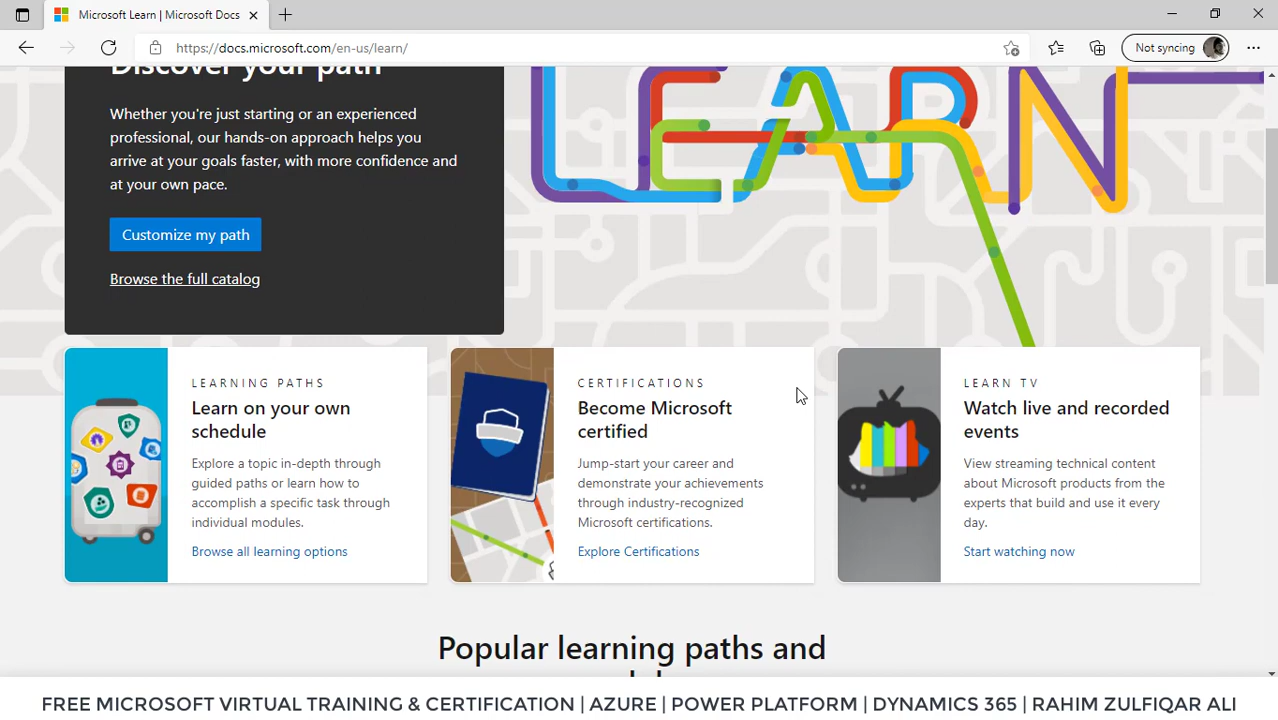 Microsoft Learn | Microsoft Docs
https://docs.microsoft.com/en-us/learn/
Not syncing
Discover your path
Whether you're just starting or an experienced
professional, our hands-on approach helps you
arrive at your goals faster, with more confidence and
at your own pace.
Customize my path
Browse the full catalog
LEARN
LEARNING PATHS
Learn on your own
schedule
Explore a topic in-depth through
guided paths or learn how to
accomplish a specific task through
individual modules.
Browse all learning options
CERTIFICATIONS
Become Microsoft
certified
Jump-start your career and
demonstrate your achievements
through industry-recognized
Microsoft certifications.
Explore Certifications
LEARN TV
Watch live and recorded
events
View streaming technical content
about Microsoft products from the
experts that build and use it every
day.
Start watching now
Popular learning paths and
FREE MICROSOFT VIRTUAL TRAINING & CERTIFICATION | AZURE | POWER PLATFORM | DYNAMICS 365 | RAHIM ZULFIQAR ALI